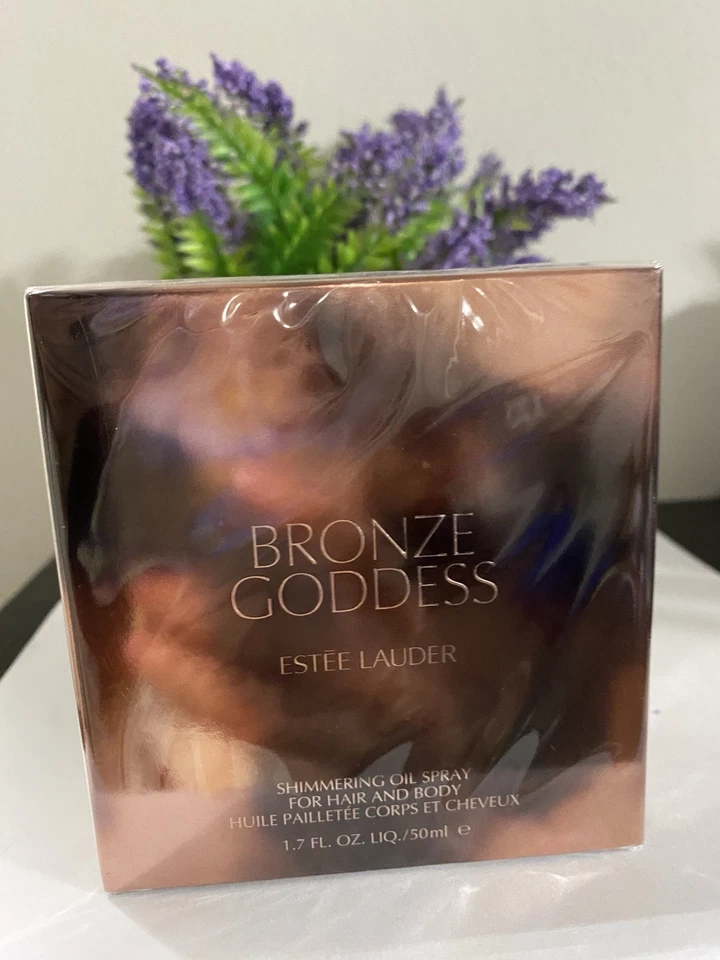 BRONZE
GODDESS
ESTĒE LAUDER
SHIMMERING OIL SPRAY
FOR HAIR AND BODY
HUILE PAILLETÉE CORPS ET CHEVEUX
1.7 FL. OZ. LIQ./50ml ℮